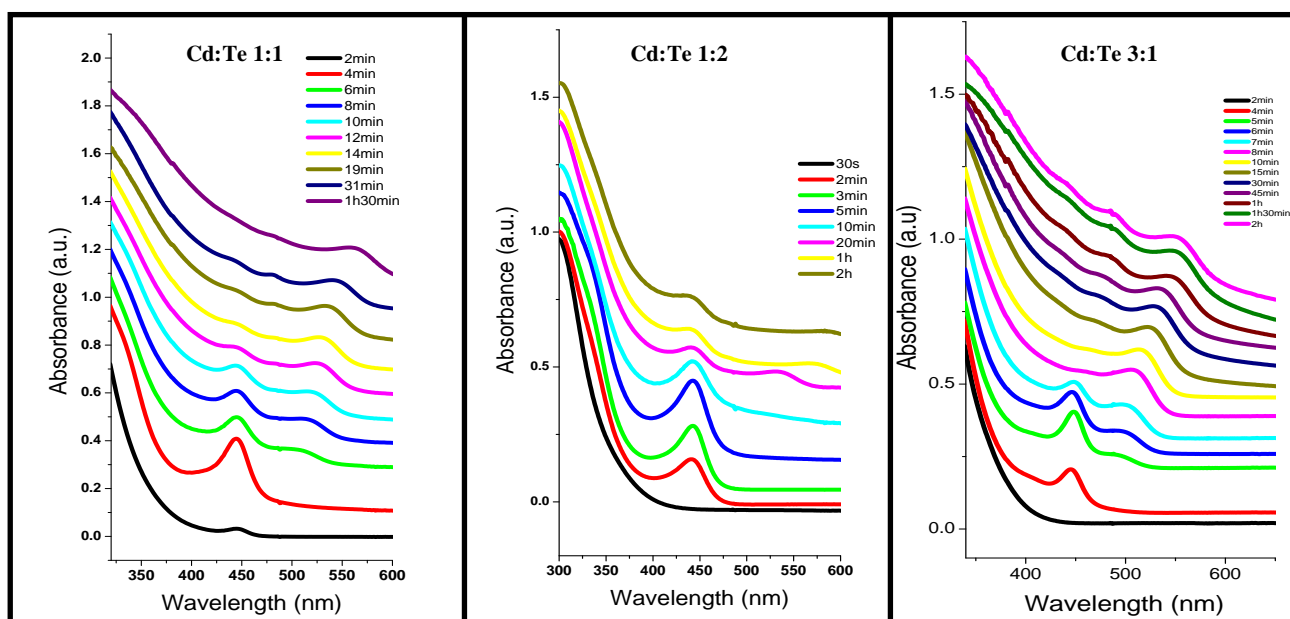 Cd:Te 1:1
2min
4min
6min
8min
10min
12min
14min
19min
31min
1h30min
2.0
1.8
1.6
1.4
1.2
1.0
0.8
0.6
0.4
0.2
0.0
Absorbance (a.u.)
350 400 450 500 550 600
Wavelength (nm)
Cd:Te 1:2
30s
2min
3min
5min
10min
20min
1h
2h
1.5
1.0
0.5
0.0
Absorbance (a.u.)
300 350 400 450 500 550 600
Wavelength (nm)
Cd:Te 3:1
2min
4min
5min
6min
7min
8min
10min
15min
30min
45min
1h
1h30min
2h
1.5
1.0
0.5
0.0
Absorbance (a.u)
400 500 600
Wavelength (nm)